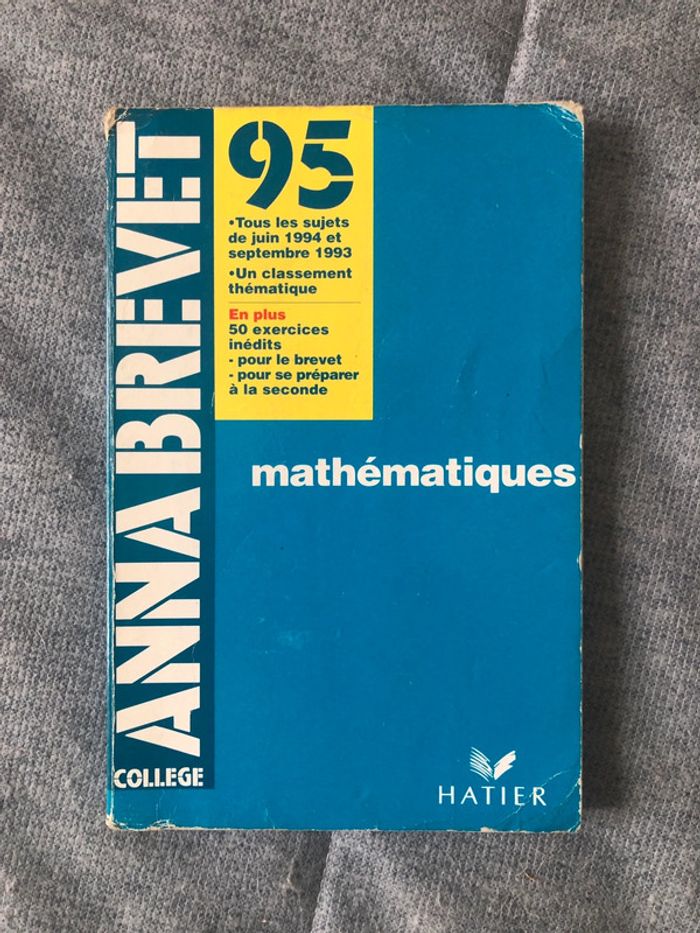 ANNABREVET
COLLEGE
95
•Tous les sujets
de juin 1994 et
septembre 1993
•Un classement
thématique
En plus
50 exercices
inédits
- pour le brevet
- pour se préparer
à la seconde
mathématiques
HATIER